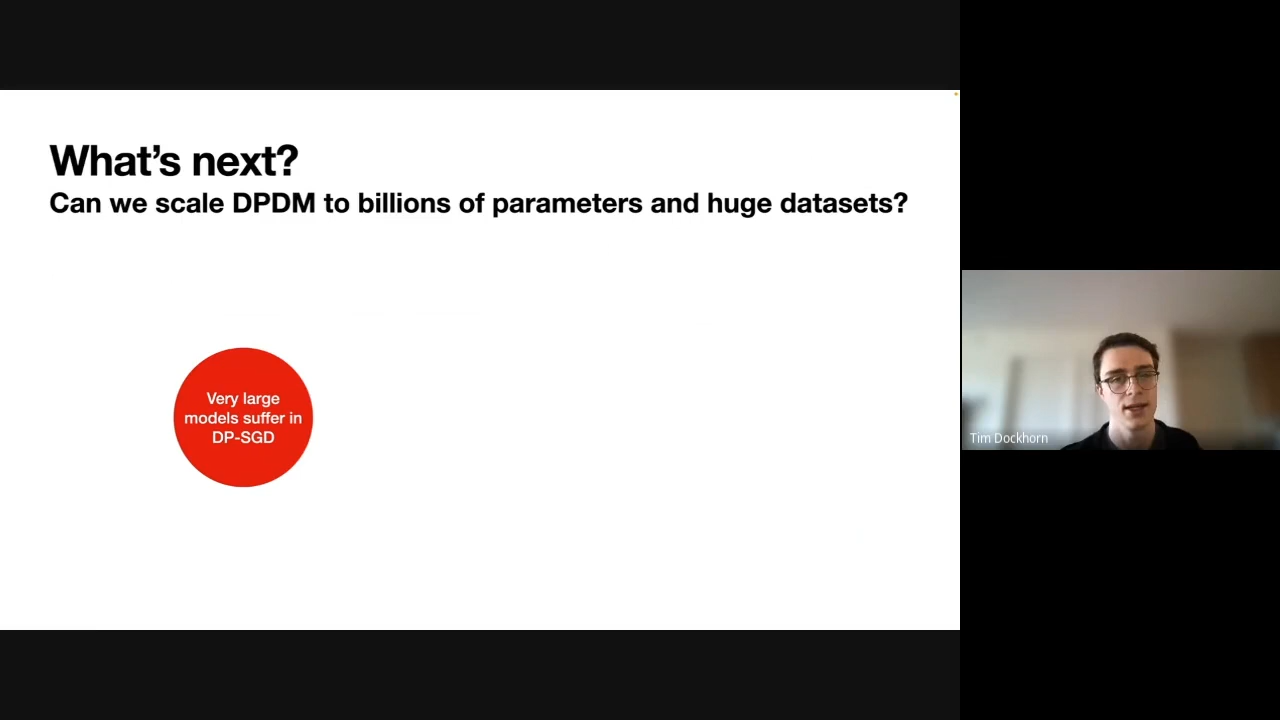 What’s next?
Can we scale DPDM to billions of parameters and huge datasets?
Very large
models suffer in
DP-SGD
Tim Dockhorn